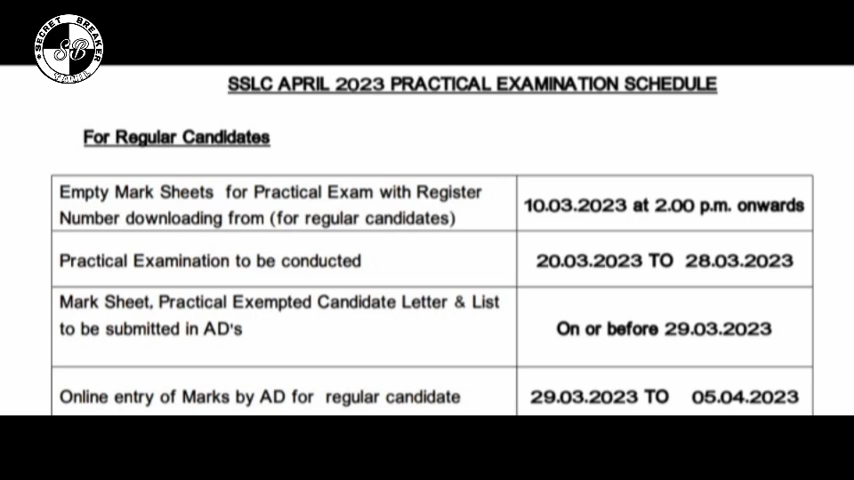 SECRET BREAKER
SB
SSLC APRIL 2023 PRACTICAL EXAMINATION SCHEDULE
For Regular Candidates
Empty Mark Sheets for Practical Exam with Register
Number downloading from (for regular candidates)
10.03.2023 at 2.00 p.m. onwards
Practical Examination to be conducted
20.03.2023 TO 28.03.2023
Mark Sheet, Practical Exempted Candidate Letter & List
to be submitted in AD's
On or before 29.03.2023
Online entry of Marks by AD for regular candidate
29.03.2023 TO 05.04.2023